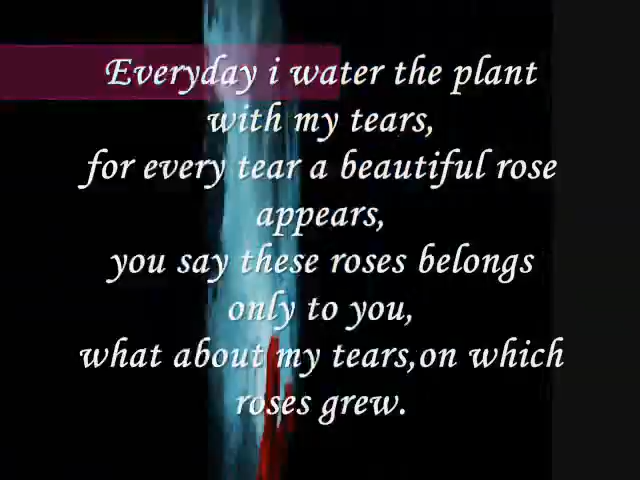 Everyday i water the plant
with my tears,
for every tear a beautiful rose
appears,
you say these roses belongs
only to you,
what about my tears,on which
roses grew.